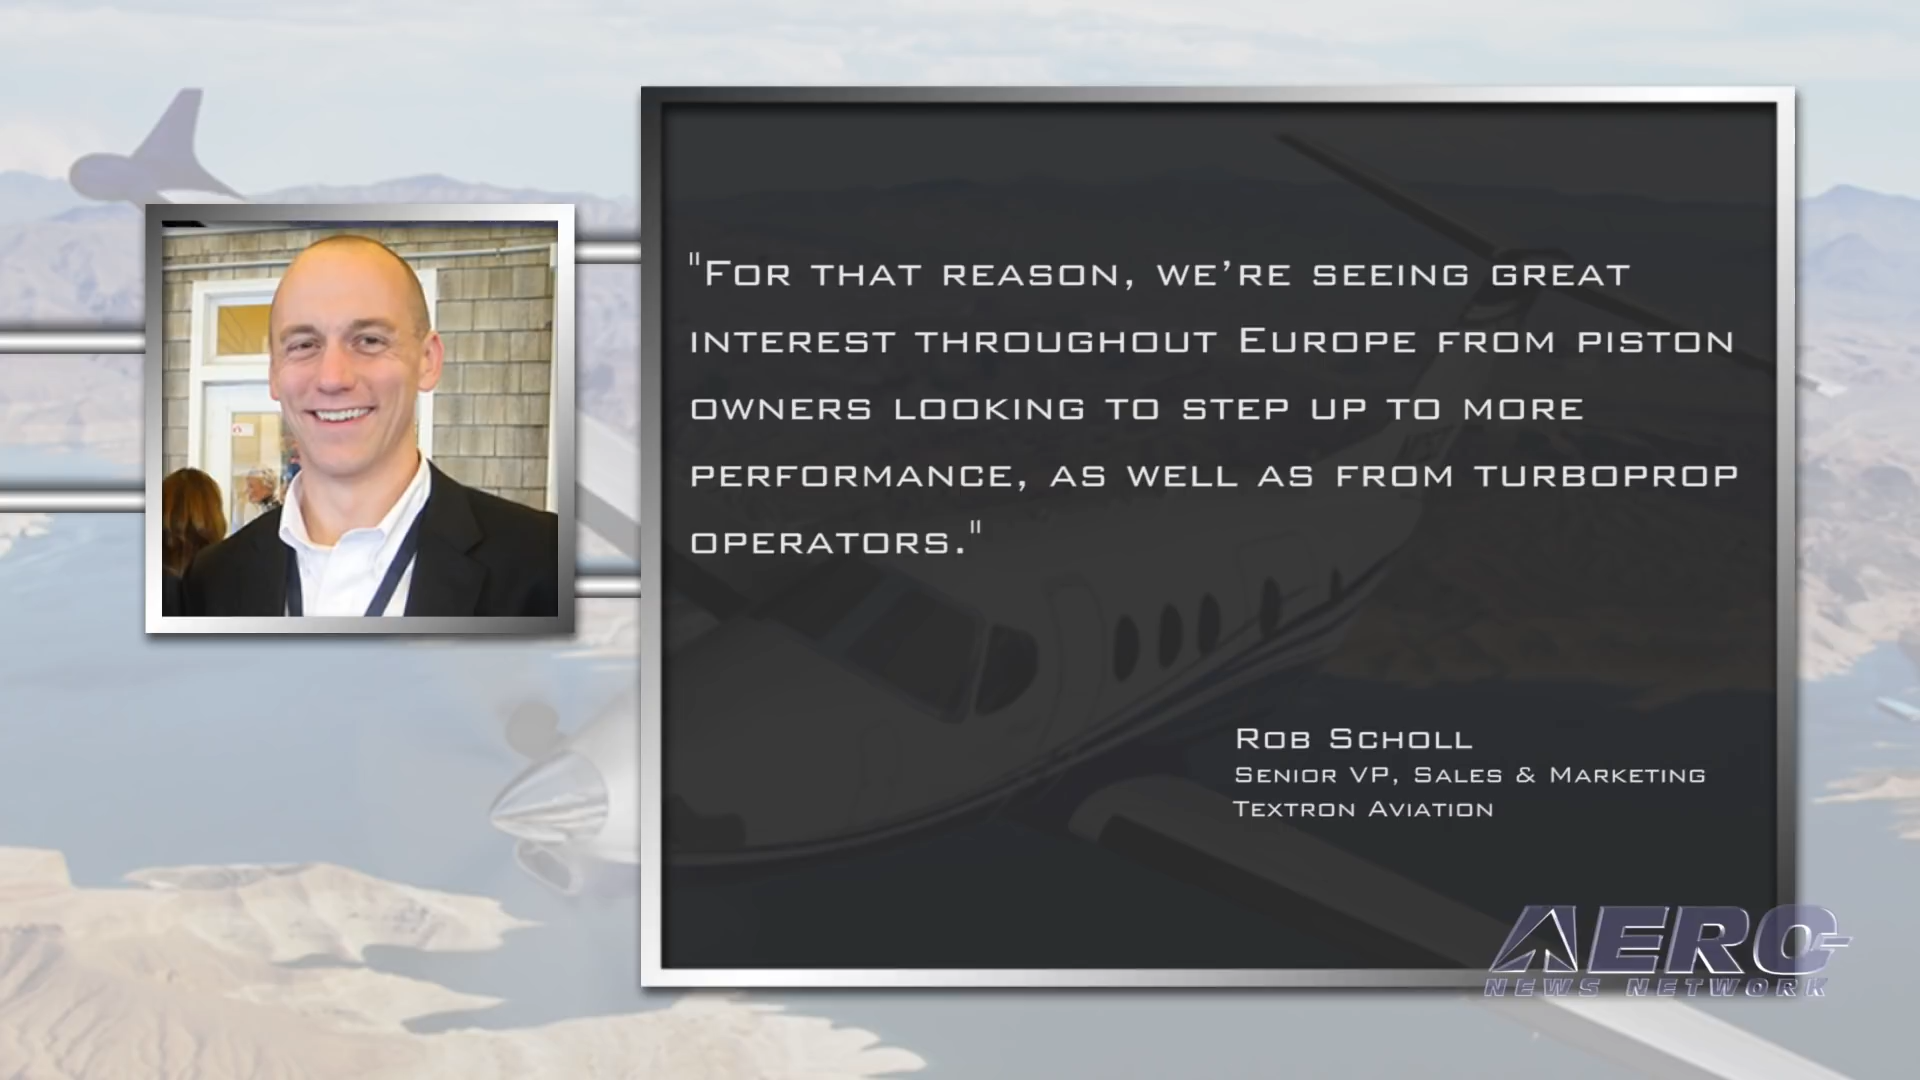 "For that reason, we’re seeing great
interest throughout Europe from piston
owners looking to step up to more
performance, as well as from turboprop
operators."
Rob Scholl
Senior VP, Sales & Marketing
Textron Aviation
AERO
NEWS NETWORK